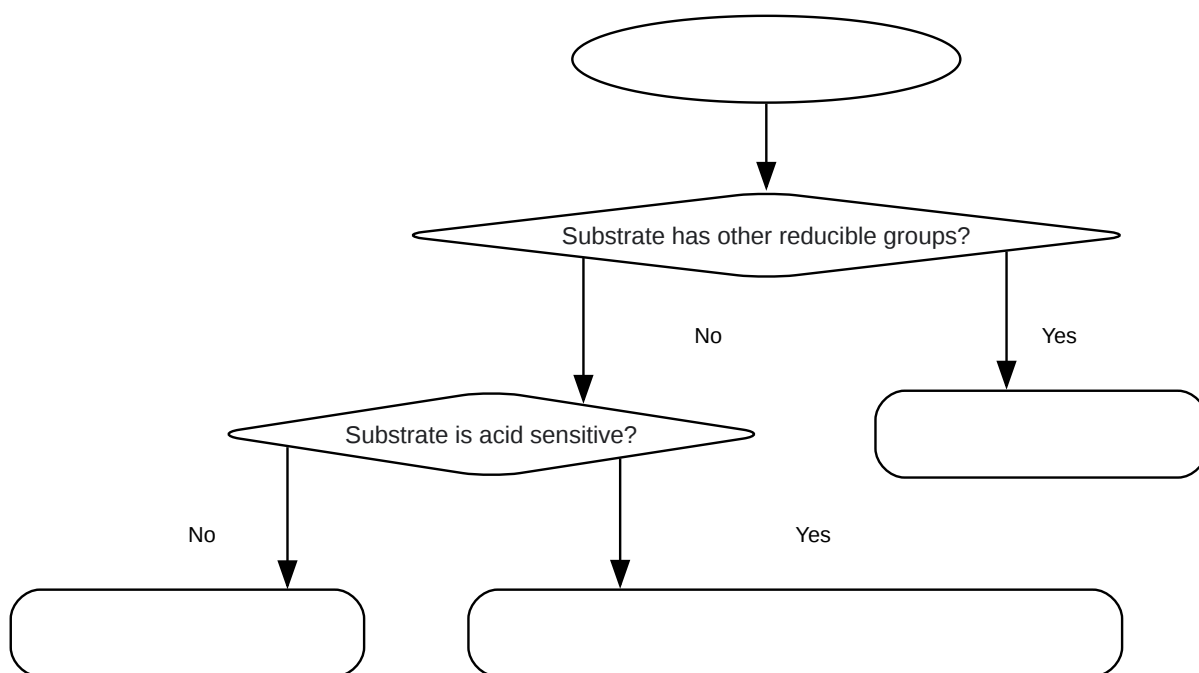 Substrate has other reducible groups?
No
Yes
Substrate is acid sensitive?
No
Yes